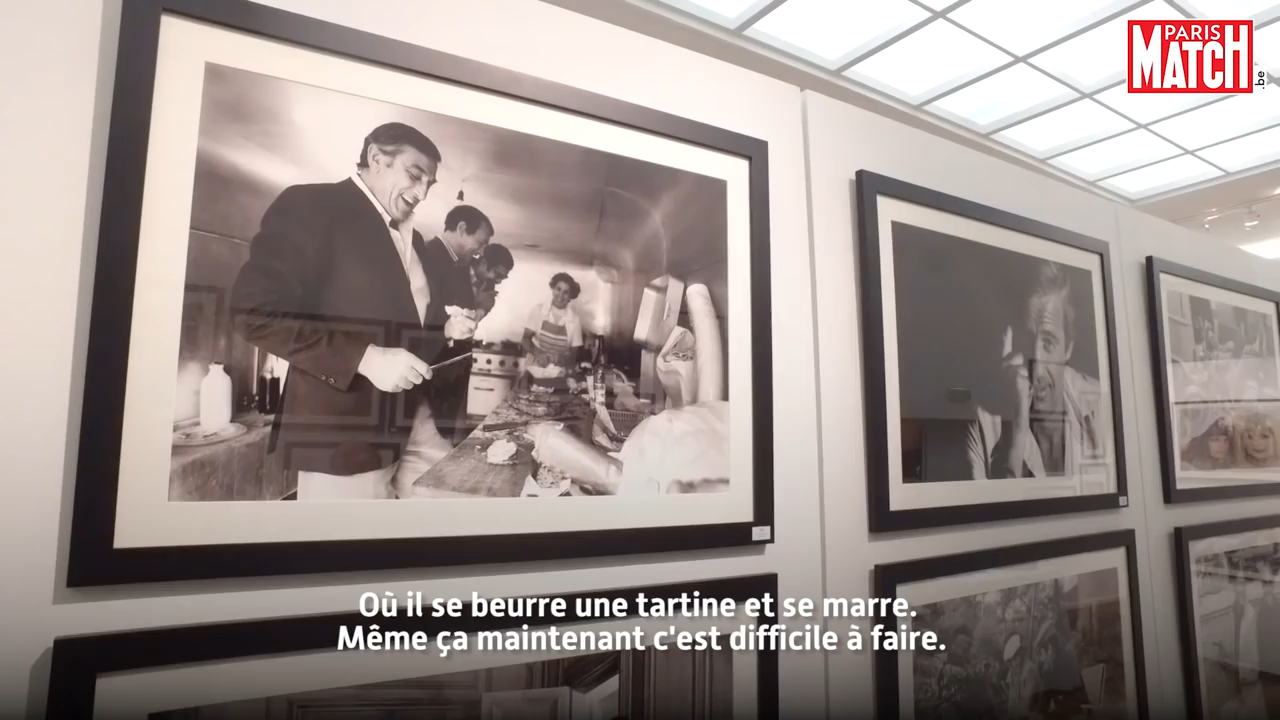 PARIS
MATCH
.be
Où il se beurre une tartine et se marre.
Même ça maintenant c'est difficile à faire.